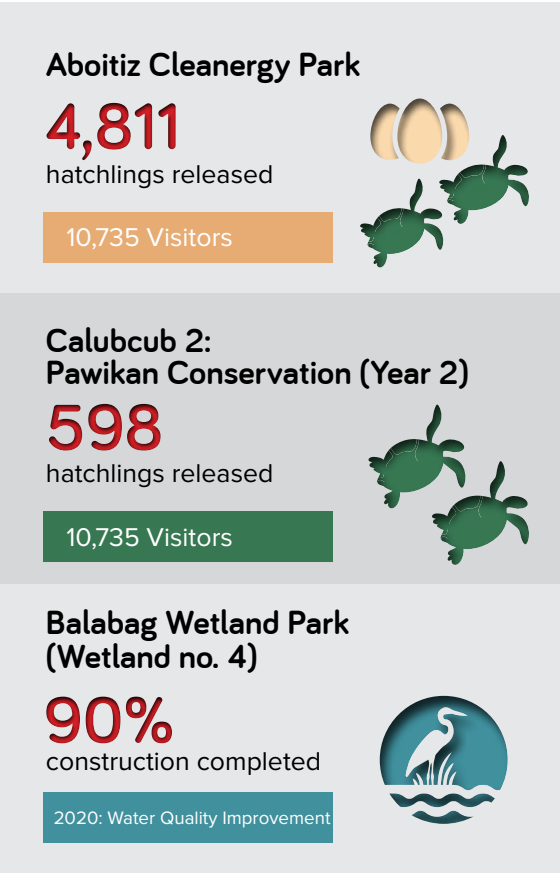 Aboitiz Cleanergy Park
4,811
hatchlings released
10,735 Visitors
Calubcub 2:
Pawikan Conservation (Year 2)
598
hatchlings released
10,735 Visitors
Balabag Wetland Park
(Wetland no. 4)
90%
construction completed
2020: Water Quality Improvement